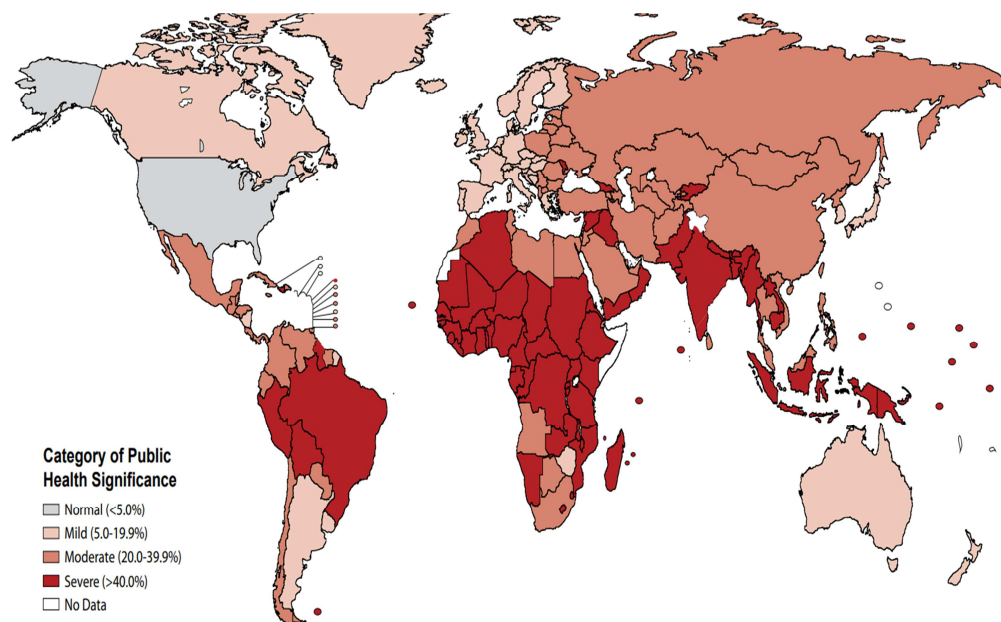 Category of Public
Health Significance
Normal (<5.0%)
Mild (5.0-19.9%)
Moderate (20.0-39.9%)
Severe (>40.0%)
No Data